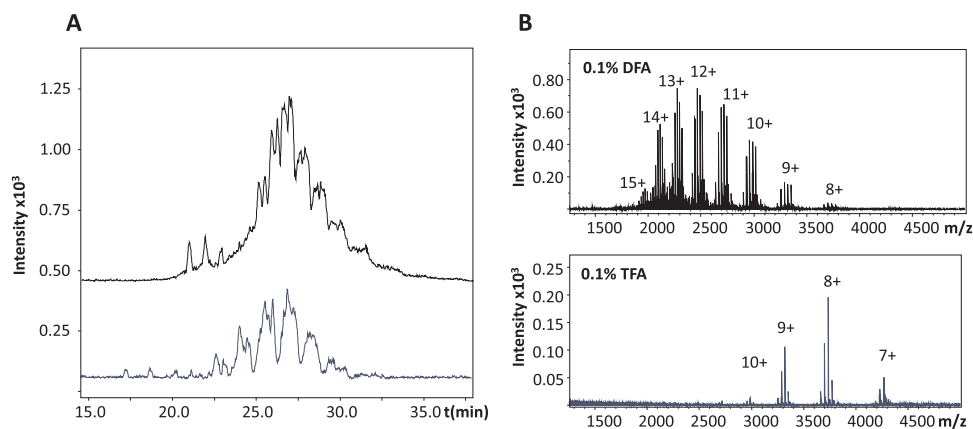 A
Intensity x10³
1.25
1.00
0.75
0.50
0.25
15.0 20.0 25.0 30.0 35.0 t(min)
B
0.1% DFA
Intensity x10³
0.80
0.60
0.40
0.20
15+ 14+ 13+ 12+ 11+ 10+ 9+ 8+
1500 2000 2500 3000 3500 4000 4500 m/z
0.1% TFA
Intensity x10³
0.25
0.20
0.15
0.10
0.05
10+ 9+ 8+ 7+
1500 2000 2500 3000 3500 4000 4500 m/z